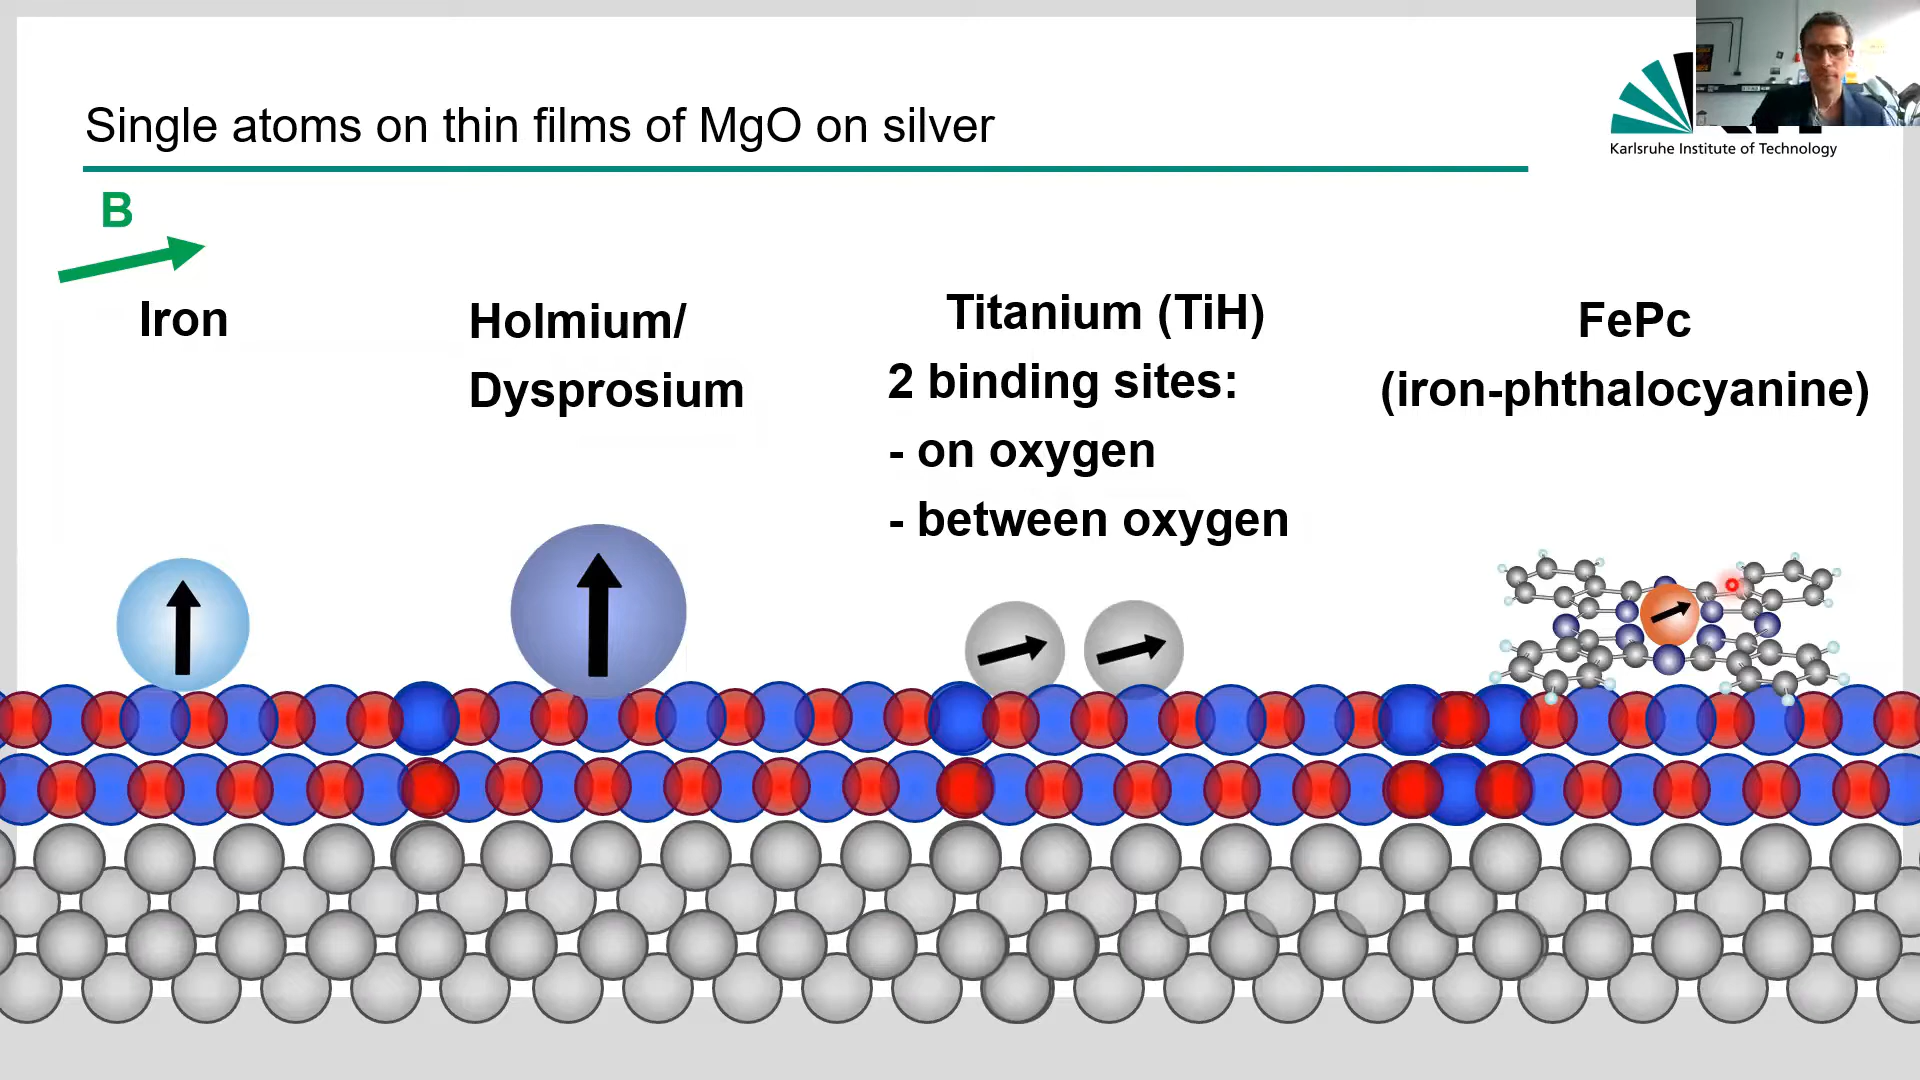 Single atoms on thin films of MgO on silver
Karlsruhe Institute of Technology
B
Iron
Holmium/
Dysprosium
Titanium (TiH)
2 binding sites:
- on oxygen
- between oxygen
FePc
(iron-phthalocyanine)